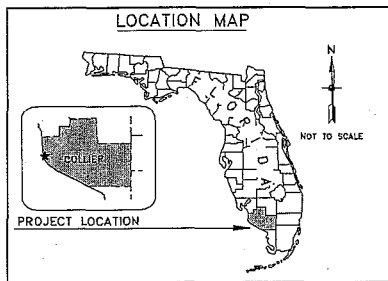 LOCATION MAP
N
FLORIDA
NOT TO SCALE
COLLIER
PROJECT LOCATION